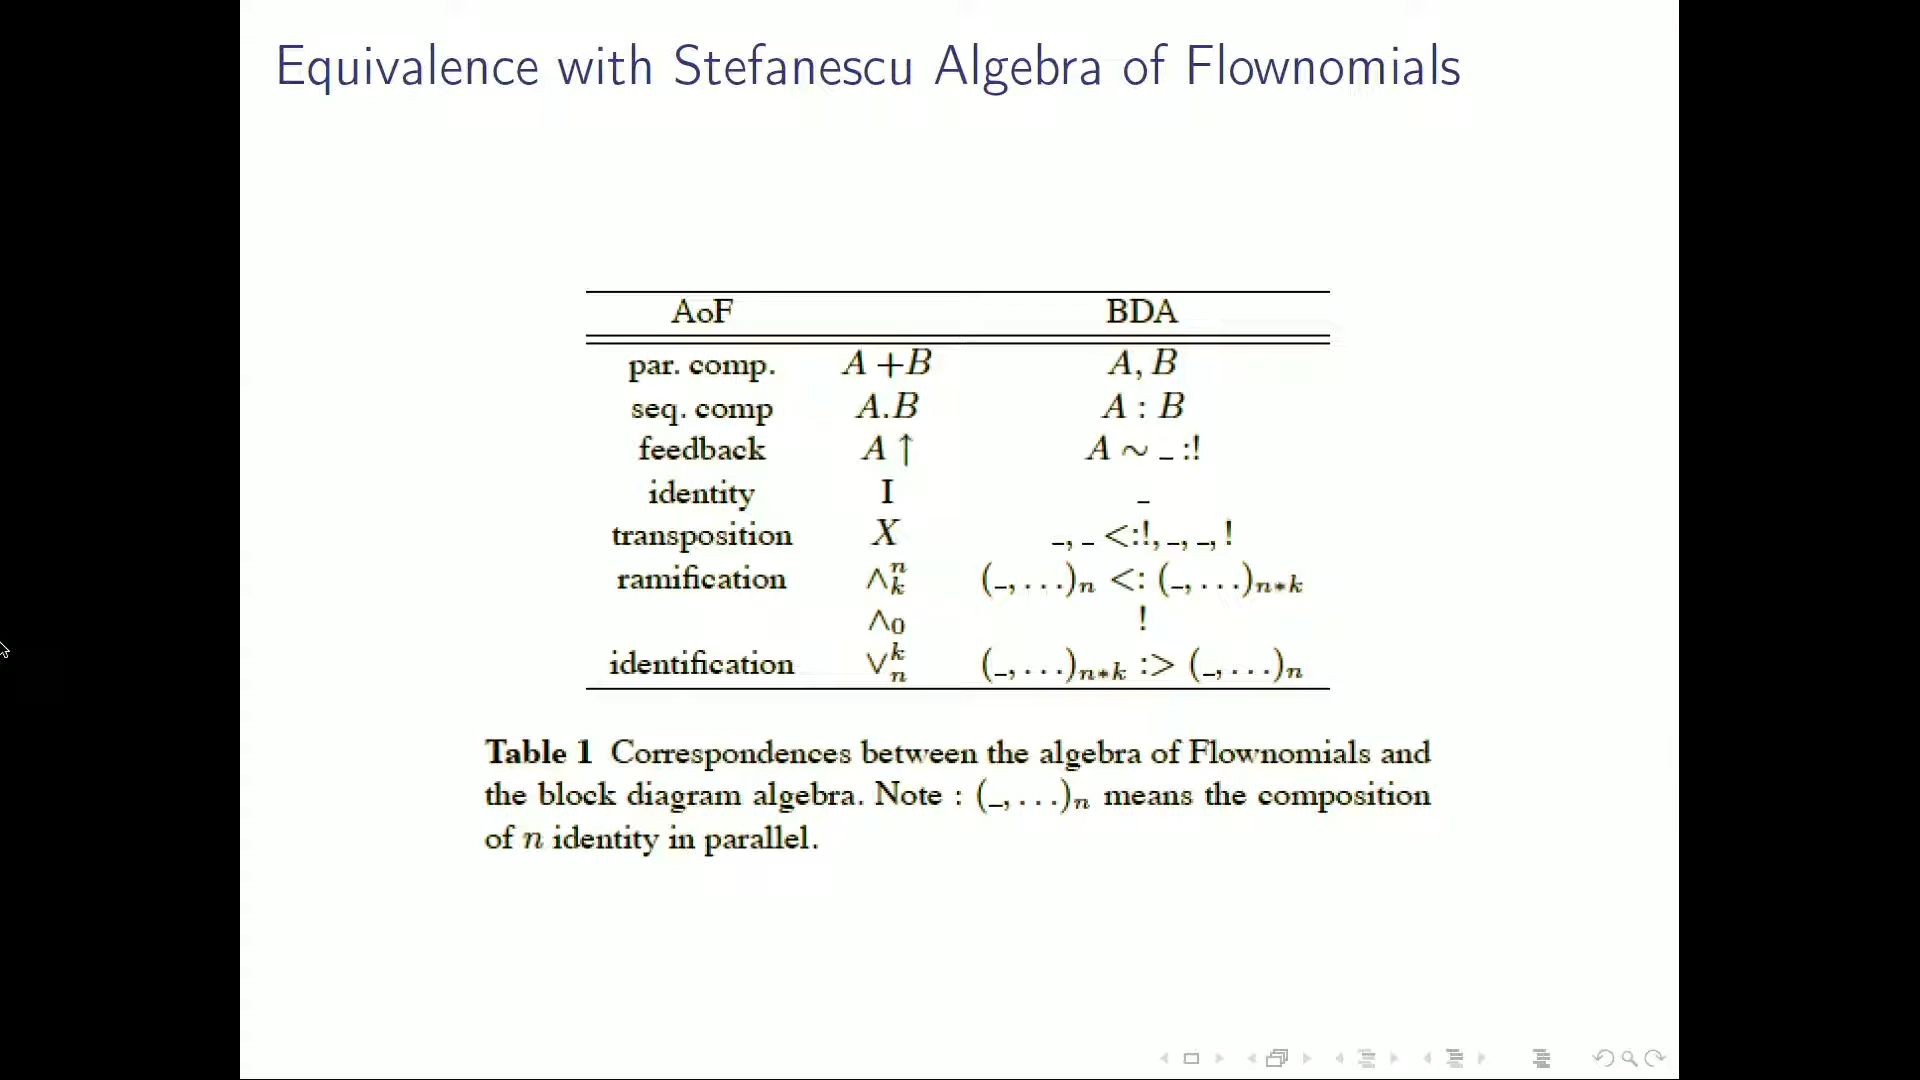 Equivalence with Stefanescu Algebra of Flownomials
AoF BDA
par. comp. A +B A, B
seq. comp A.B A : B
feedback A ↑ A ∼ _ :!
identity I _
transposition X _, _ <:!, _, _, !
ramification ∧ⁿₖ (_, . . .)ₙ <: (_, . . .)ₙ∗ₖ
∧₀ !
identification ∨ᵏₙ (_, . . .)ₙ∗ₖ :> (_, . . .)ₙ
Table 1 Correspondences between the algebra of Flownomials and
the block diagram algebra. Note : (_, . . .)ₙ means the composition
of n identity in parallel.